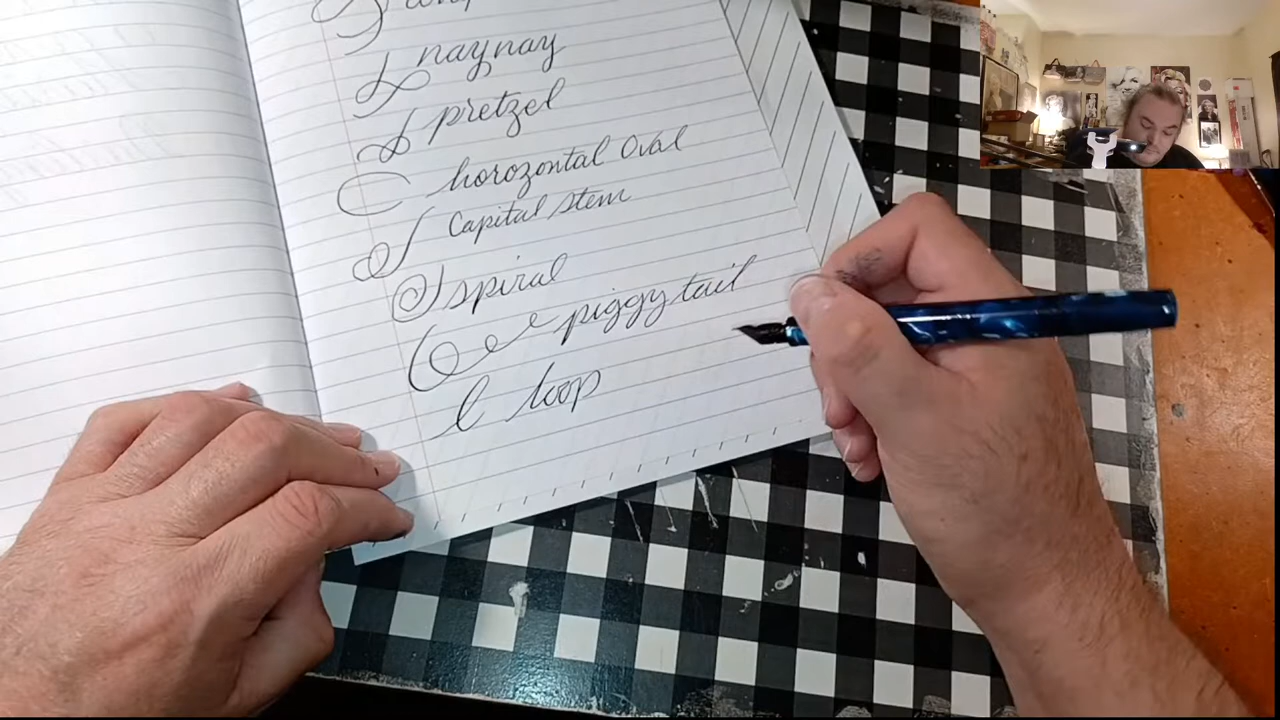 naynay
pretzel
horozontal Oval
Capital stem
spiral
piggy tail
l loop